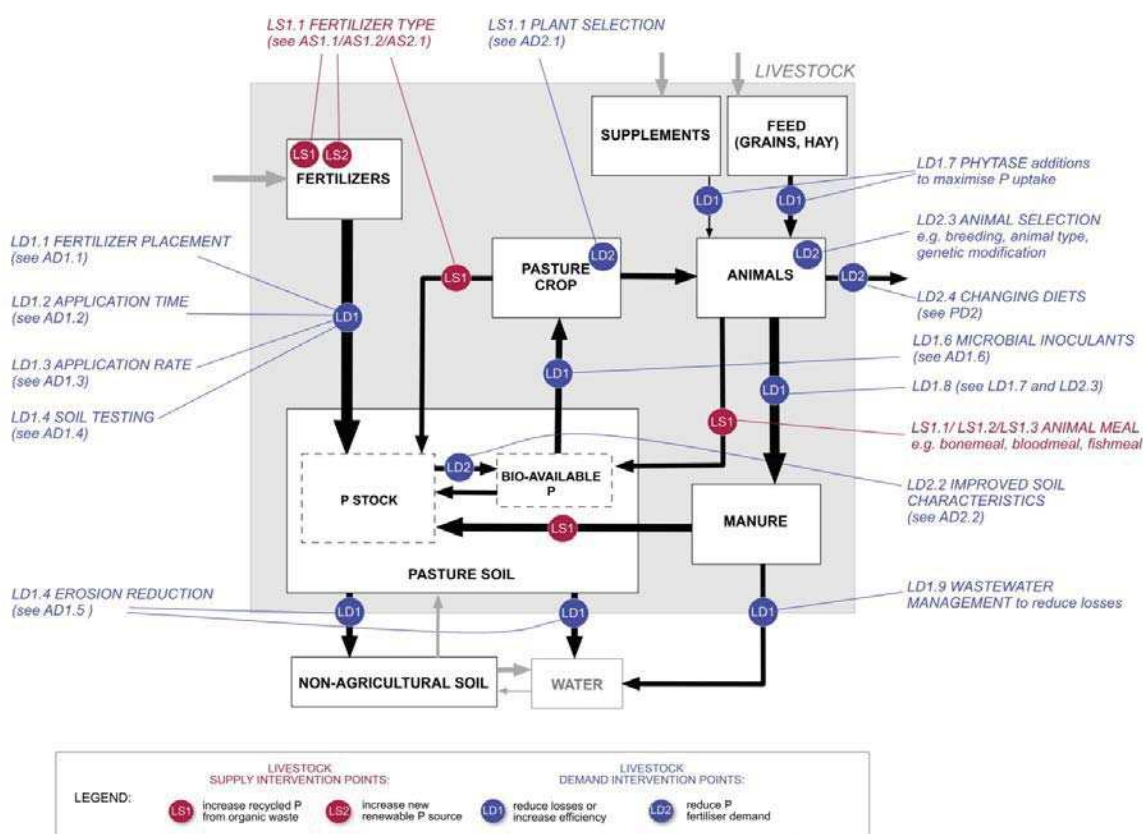 LS1.1 FERTILIZER TYPE
(see AS1.1/AS1.2/AS2.1)
LS1.1 PLANT SELECTION
(see AD2.1)
LIVESTOCK
SUPPLEMENTS
FEED
(GRAINS, HAY)
LS1
LS2
FERTILIZERS
LD1
LD1
LD1.7 PHYTASE additions
to maximise P uptake
LD1.1 FERTILIZER PLACEMENT
(see AD1.1)
LD1.2 APPLICATION TIME
(see AD1.2)
LD1.3 APPLICATION RATE
(see AD1.3)
LD1.4 SOIL TESTING
(see AD1.4)
LD1
LS1
PASTURE
CROP
LD2
ANIMALS
LD2
LD2
LD2.3 ANIMAL SELECTION
e.g. breeding, animal type,
genetic modification
LD2.4 CHANGING DIETS
(see PD2)
LD1
LD1.6 MICROBIAL INOCULANTS
(see AD1.6)
LD1
LD1.8 (see LD1.7 and LD2.3)
LS1
LS1.1/ LS1.2/LS1.3 ANIMAL MEAL
e.g. bonemeal, bloodmeal, fishmeal
P STOCK
LD2
BIO-AVAILABLE
P
LD2.2 IMPROVED SOIL
CHARACTERISTICS
(see AD2.2)
LS1
MANURE
PASTURE SOIL
LD1.4 EROSION REDUCTION
(see AD1.5 )
LD1
LD1
LD1
LD1.9 WASTEWATER
MANAGEMENT to reduce losses
NON-AGRICULTURAL SOIL
WATER
LEGEND:
LIVESTOCK
SUPPLY INTERVENTION POINTS:
LS1
increase recycled P
from organic waste
LS2
increase new
renewable P source
LIVESTOCK
DEMAND INTERVENTION POINTS:
LD1
reduce losses or
increase efficiency
LD2
reduce P
fertiliser demand